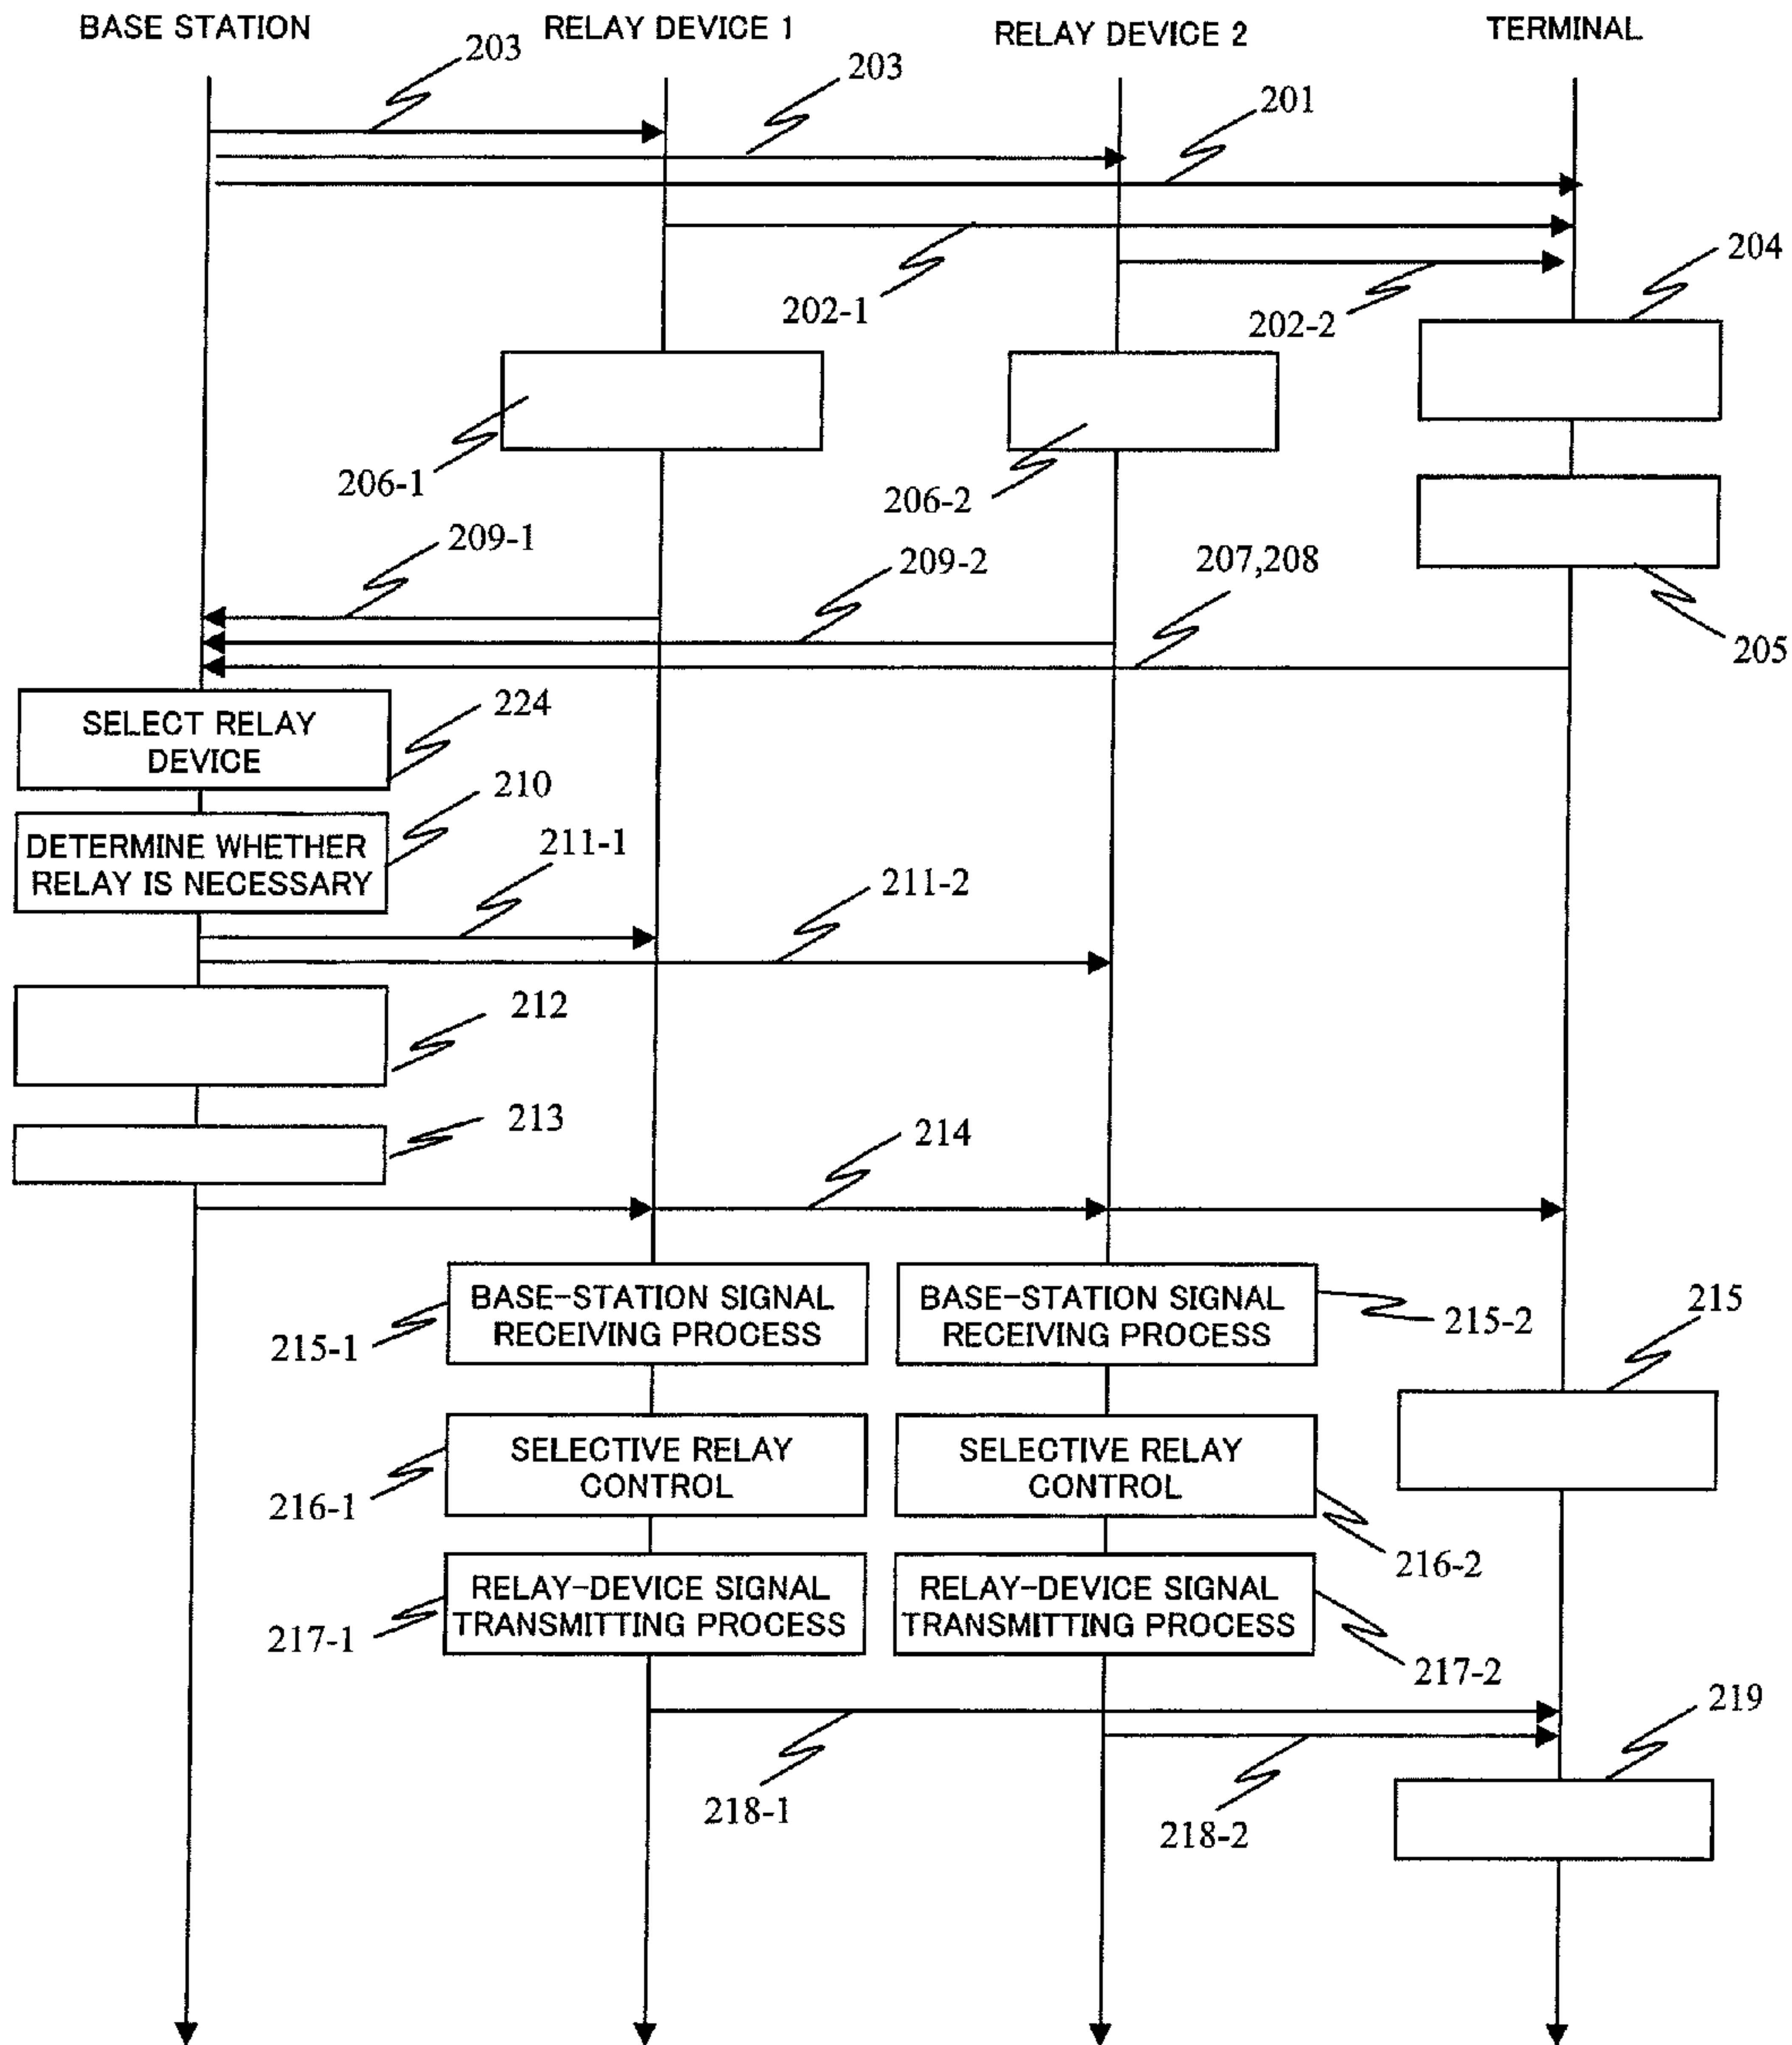 BASE STATION
RELAY DEVICE 1
RELAY DEVICE 2
TERMINAL
203
203
201
202-1
202-2
204
206-1
206-2
209-1
209-2
207,208
205
SELECT RELAY
DEVICE
224
DETERMINE WHETHER
RELAY IS NECESSARY
210
211-1
211-2
212
213
214
BASE-STATION SIGNAL
RECEIVING PROCESS
215-1
BASE-STATION SIGNAL
RECEIVING PROCESS
215-2
215
SELECTIVE RELAY
CONTROL
216-1
SELECTIVE RELAY
CONTROL
216-2
RELAY-DEVICE SIGNAL
TRANSMITTING PROCESS
217-1
RELAY-DEVICE SIGNAL
TRANSMITTING PROCESS
217-2
218-1
218-2
219